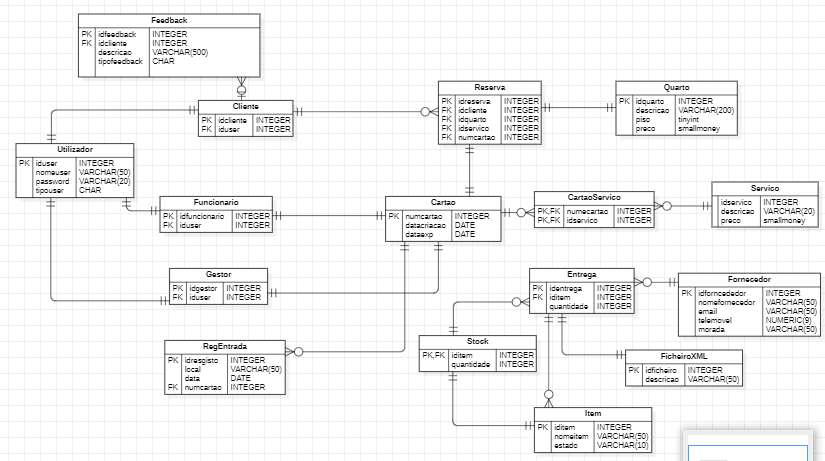 Feedback
PK idfeedback INTEGER
FK idcliente INTEGER
descricao VARCHAR(500)
tipofeedback CHAR
Cliente
PK idcliente INTEGER
FK iduser INTEGER
Reserva
PK idreserva INTEGER
FK idcliente INTEGER
FK idquarto INTEGER
FK idservico INTEGER
FK numcartao INTEGER
Quarto
PK idquarto INTEGER
descricao VARCHAR(200)
piso tinyint
preco smallmoney
Utilizador
PK iduser INTEGER
nomeuser VARCHAR(50)
password VARCHAR(20)
tipouser CHAR
Funcionario
PK idfuncionario INTEGER
FK iduser INTEGER
Cartao
PK numcartao INTEGER
datacriacao DATE
dataexp DATE
CartaoServico
PK,FK numecartao INTEGER
PK,FK idservico INTEGER
Servico
idservico INTEGER
descricao VARCHAR(20)
preco smallmoney
Gestor
PK idgestor INTEGER
FK iduser INTEGER
Entrega
PK identrega INTEGER
FK iditem INTEGER
quantidade INTEGER
Fornecedor
PK idforncededor INTEGER
nomefornecedor VARCHAR(50)
email VARCHAR(50)
telemovel NUMERIC(9)
morada VARCHAR(50)
RegEntrada
PK idresgisto INTEGER
local VARCHAR(50)
data DATE
FK numcartao INTEGER
Stock
PK,FK iditem INTEGER
quantidade INTEGER
FicheiroXML
PK idficheiro INTEGER
descricao VARCHAR(50)
Item
PK iditem INTEGER
nomeitem VARCHAR(50)
estado VARCHAR(10)